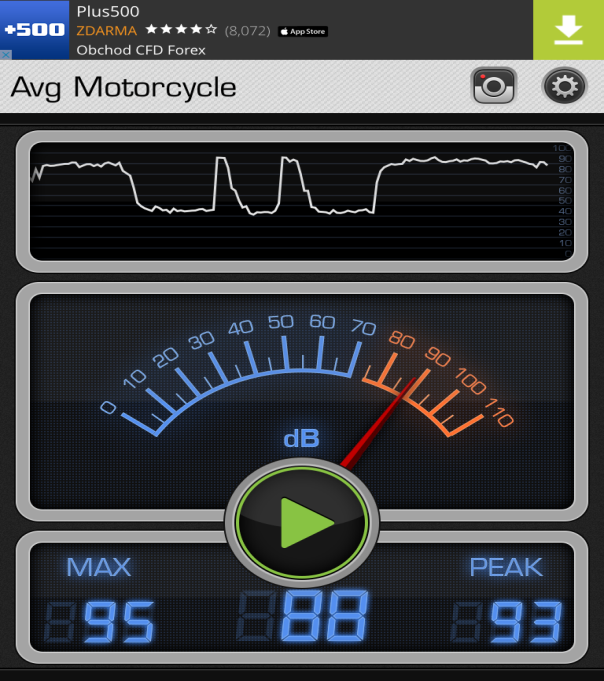 +500
Plus500
ZDARMA (8,072) App Store
Obchod CFD Forex
Avg Motorcycle
100
90
80
70
60
50
40
30
20
10
0
0 10 20 30 40 50 60 70 80 90 100 110
dB
MAX PEAK
95 88 93